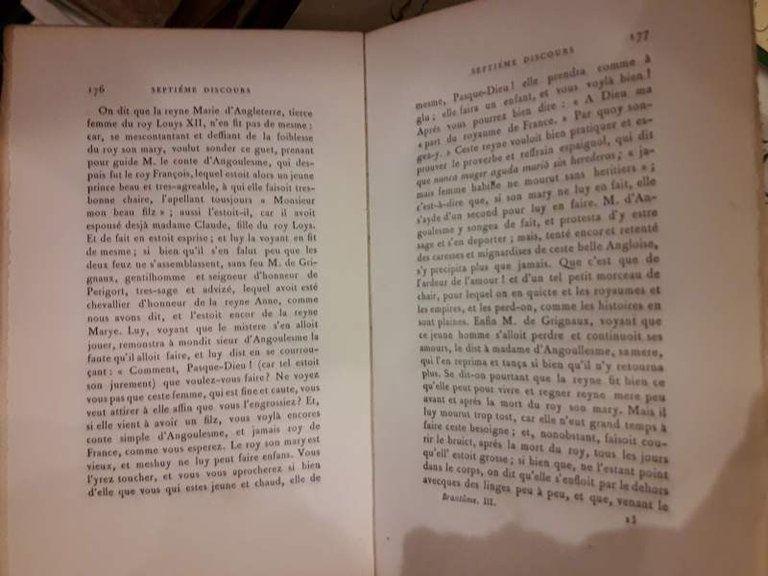 176 SEPTIÉME DISCOURS
On dit que la reyne Marie d'Angleterre, tierce
femme du roy Louys XII, n'en fit pas de mesme :
car, se mescontantant et deffiant de la foiblesse
du roy son mary, voulut sonder ce guet, prenant
pour guide M. le conte d'Angoulesme, qui des-
puis fut le roy François, lequel estoit alors un jeune
prince beau et tres-agreable, à qui elle faisoit tres-
bonne chaire, l'apellant tousjours « Monsieur
mon beau filz » ; aussi l'estoit-il, car il avoit
espousé desjà madame Claude, fille du roy Loys.
Et de fait en estoit esprise ; et luy la voyant en fit
de mesme ; si bien qu'il s'en falut peu que les
deux feuz ne s'assemblussent, sans feu M. de Gri-
gnaux, gentilhomme et seigneur d'honneur de
Perigort, tres-sage et advizé, lequel avoit esté
chevallier d'honneur de la reyne Anne, comme
nous avons dit, et l'estoit encor de la reyne
Marye. Luy, voyant que le mistere s'en alloit
jouer, remonstra à mondit sieur d'Angoulesme la
faute qu'il alloit faire, et luy dist en se courrou-
çant : « Comment, Pasque-Dieu ! (car tel estoit
son jurement) que voulez-vous faire ? Ne voyez
vous pas que ceste femme, qui est fine et caute, vous
veut attirer à elle affin que vous l'engrossiez ? Et,
si elle vient à avoir un filz, vous voylà encores
conte simple d'Angoulesme, et jamais roy de
France, comme vous esperez. Le roy son mary est
vieux, et meshuy ne luy peut faire enfans. Vous
l'yrez toucher, et vous vous aprocherez si bien
d'elle que vous qui estes jeune et chaud, elle de
SEPTIÉME DISCOURS 177
mesme, Pasque-Dieu ! elle prendra comme à
glu ; elle faira un enfant, et vous voylà bien !
Après vous pourrez bien dire : « A Dieu ma
« part du royaume de France. » Par quoy son-
gea-y. » Ceste reyne vouloit bien pratiquer et es-
prouver le proverbe et reffrain espaignol, qui dit
que nunca muger aguda murió sin herederos ; « ja-
mais femme habille ne mourut sans heritiers » ;
c'est-à-dire que, si son mary ne luy en fait, elle
s'ayde d'un second pour luy en faire. M. d'An-
goulesme y songea de fait, et protesta d'y estre
sage et s'en deporter ; mais, tenté encor et retenté
des caresses et mignardises de ceste belle Angloise,
s'y precipita plus que jamais. Que c'est que de
l'ardeur de l'amour ! et d'un tel petit morceau de
chair, pour lequel on en quicte et les royaumes et
les empires, et les perd-on, comme les histoires en
sont plaines. Enfin M. de Grignaux, voyant que
ce jeune homme s'alloit perdre et continuoit ses
amours, le dist à madame d'Angoullesme, sa mére,
qui l'en reprima et tança si bien qu'il n'y retourna
plus. Se dit-on pourtant que la reyne fit bien ce
qu'elle peut pour vivre et regner reyne mere peu
avant et après la mort du roy son mary. Mais il
luy mourut trop tost, car elle n'eut grand temps à
faire ceste besoigne ; et, nonobstant, faisoit cou-
rir le bruict, après la mort du roy, tous les jours
qu'ell' estoit grosse ; si bien que, ne l'estant point
dans le corps, on dit qu'elle s'enfloit par le dehors
avecques des linges peu à peu, et que, venant le
Brantôme. III. 23